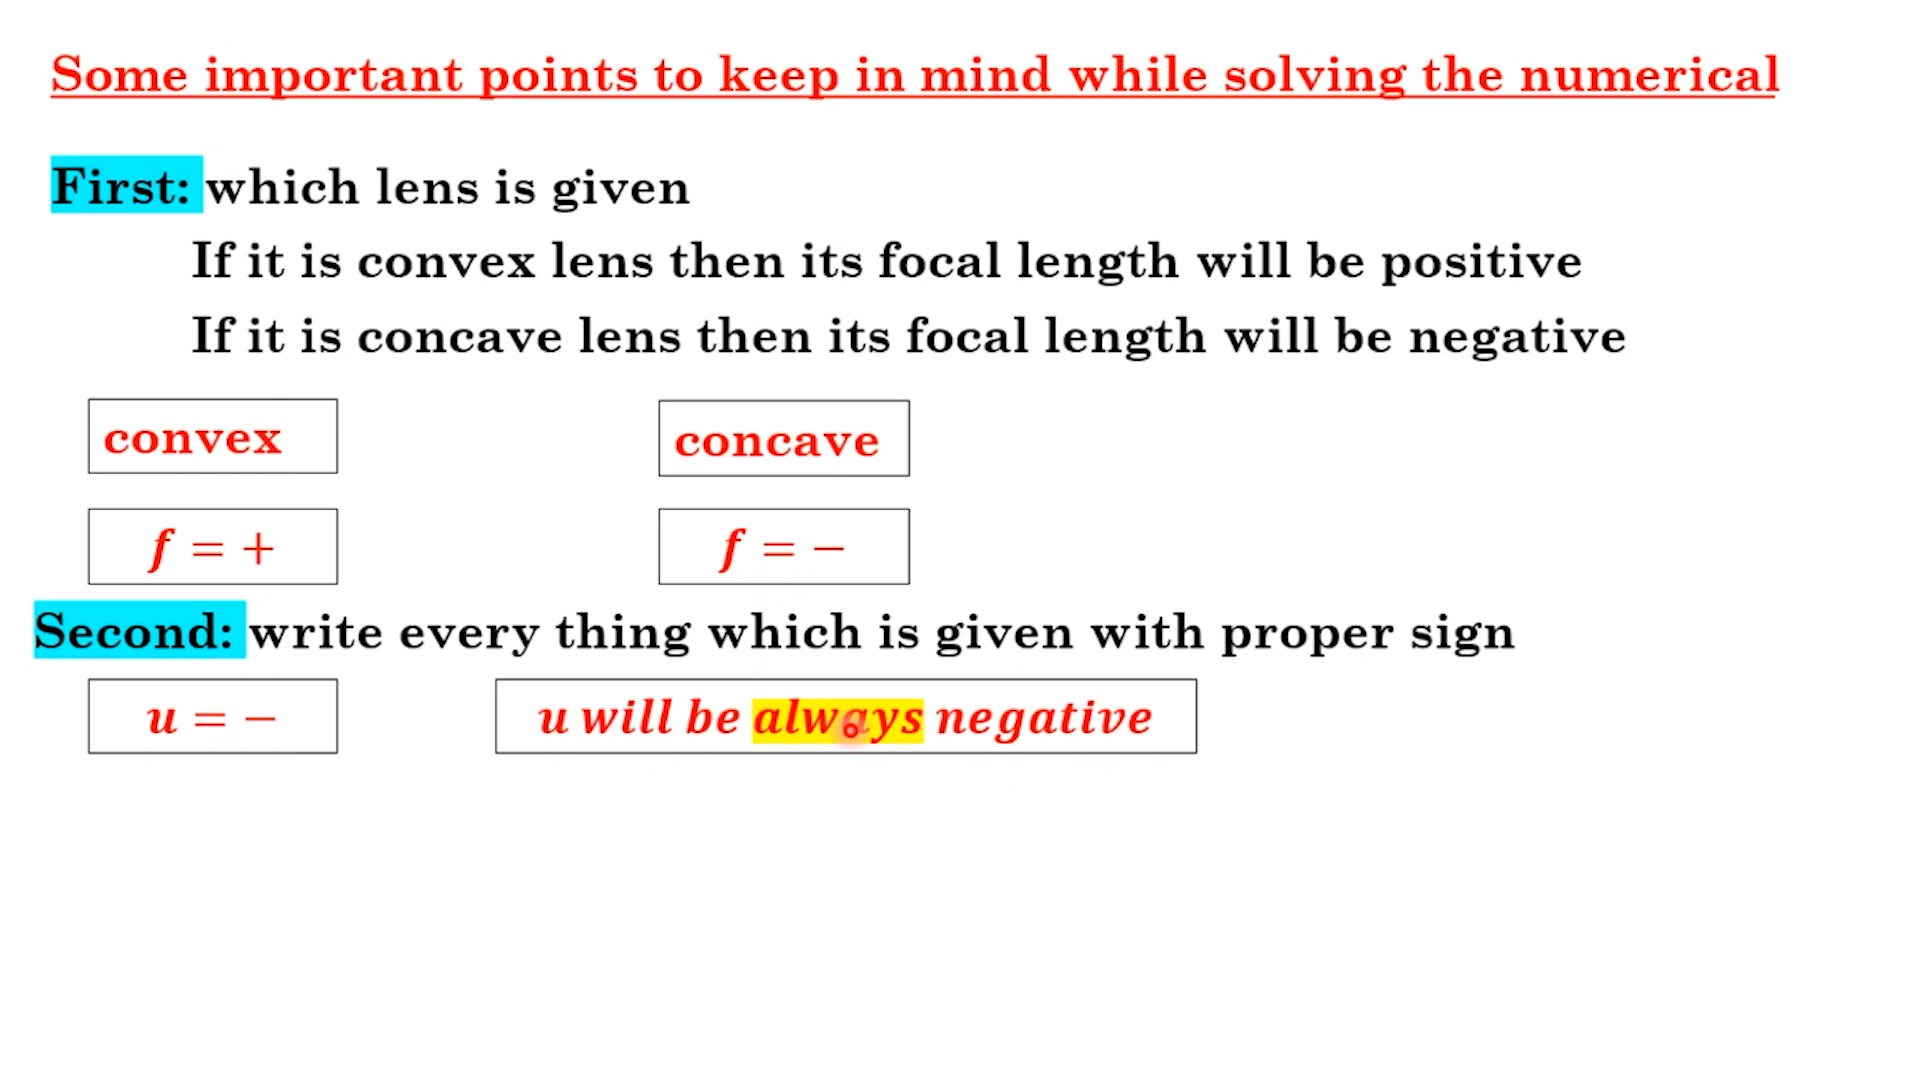 Some important points to keep in mind while solving the numerical
First: which lens is given
If it is convex lens then its focal length will be positive
If it is concave lens then its focal length will be negative
convex
concave
f = +
f = −
Second: write every thing which is given with proper sign
u = −
u will be always negative